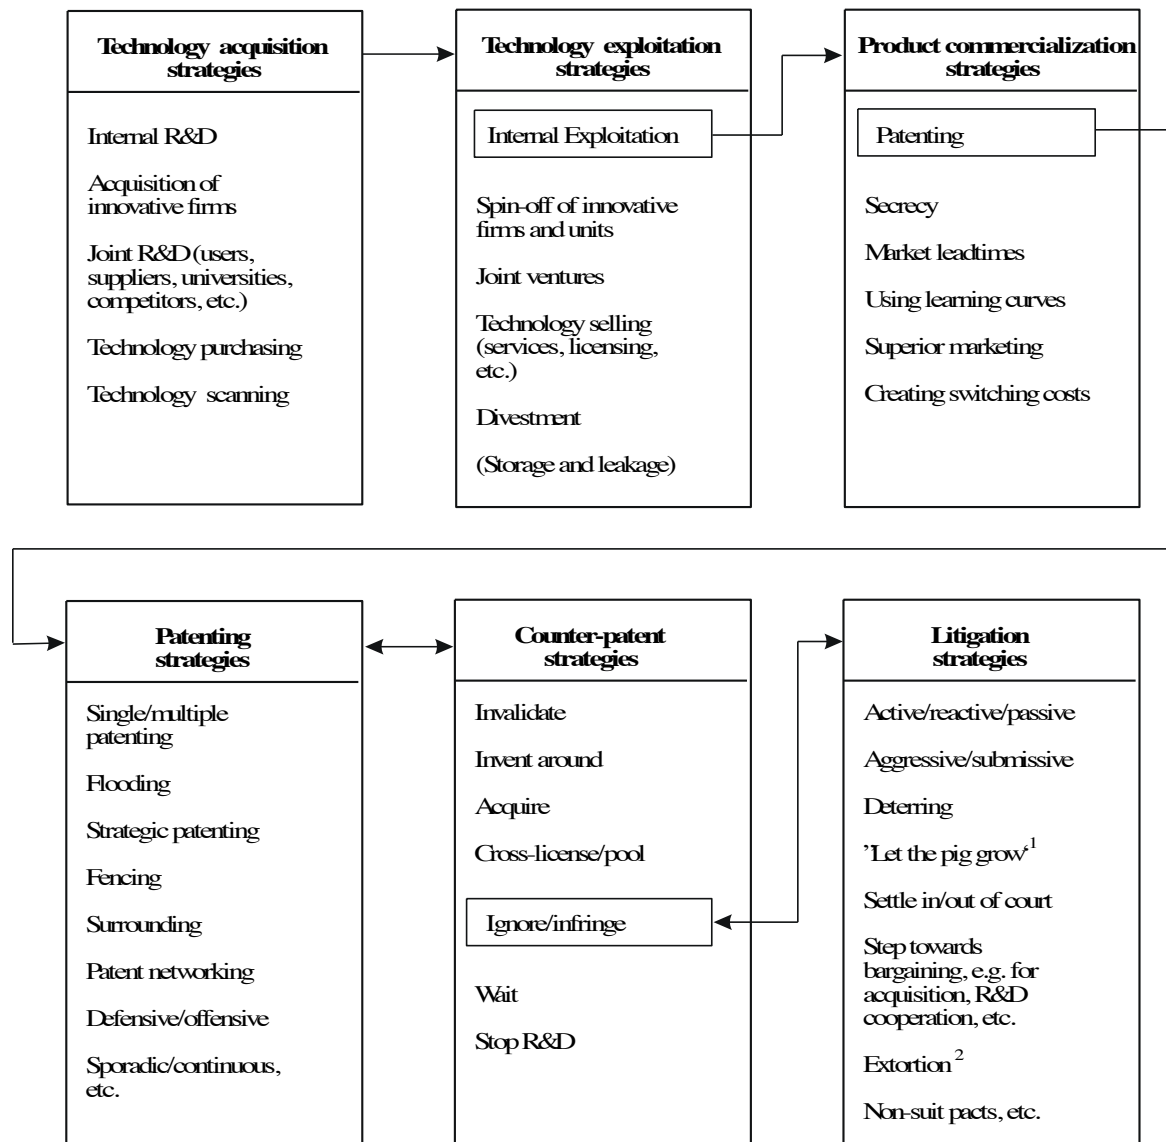 Technology acquisition
strategies
Internal R&D
Acquisition of
innovative firms
Joint R&D (users,
suppliers, universities,
competitors, etc.)
Technology purchasing
Technology scanning
Technology exploitation
strategies
Internal Exploitation
Spin-off of innovative
firms and units
Joint ventures
Technology selling
(services, licensing,
etc.)
Divestment
(Storage and leakage)
Product commercialization
strategies
Patenting
Secrecy
Market leadtimes
Using learning curves
Superior marketing
Creating switching costs
Patenting
strategies
Single/multiple
patenting
Flooding
Strategic patenting
Fencing
Surrounding
Patent networking
Defensive/offensive
Sporadic/continuous,
etc.
Counter-patent
strategies
Invalidate
Invent around
Acquire
Cross-license/pool
Ignore/infringe
Wait
Stop R&D
Litigation
strategies
Active/reactive/passive
Aggressive/submissive
Deterring
”Let the pig grow“1
Settle in/out of court
Step towards
bargaining, e.g. for
acquisition, R&D
cooperation, etc.
Extortion 2
Non-suit pacts, etc.